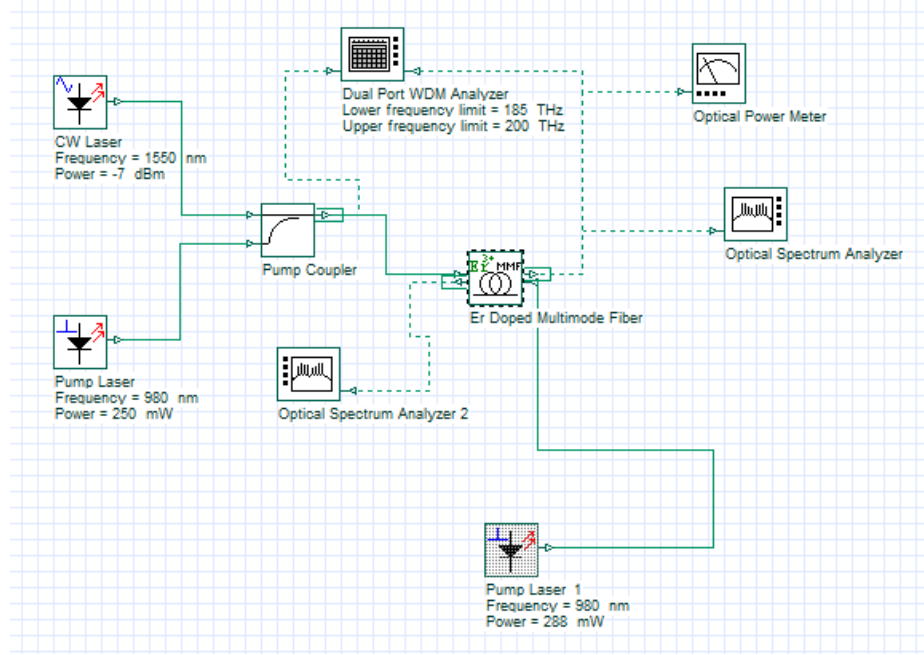 Dual Port WDM Analyzer
Lower frequency limit = 185 THz
Upper frequency limit = 200 THz
Optical Power Meter
CW Laser
Frequency = 1550 nm
Power = -7 dBm
Pump Coupler
Optical Spectrum Analyzer
Er 3+ MMF
Er Doped Multimode Fiber
Pump Laser
Frequency = 980 nm
Power = 250 mW
Optical Spectrum Analyzer 2
Pump Laser 1
Frequency = 980 nm
Power = 288 mW